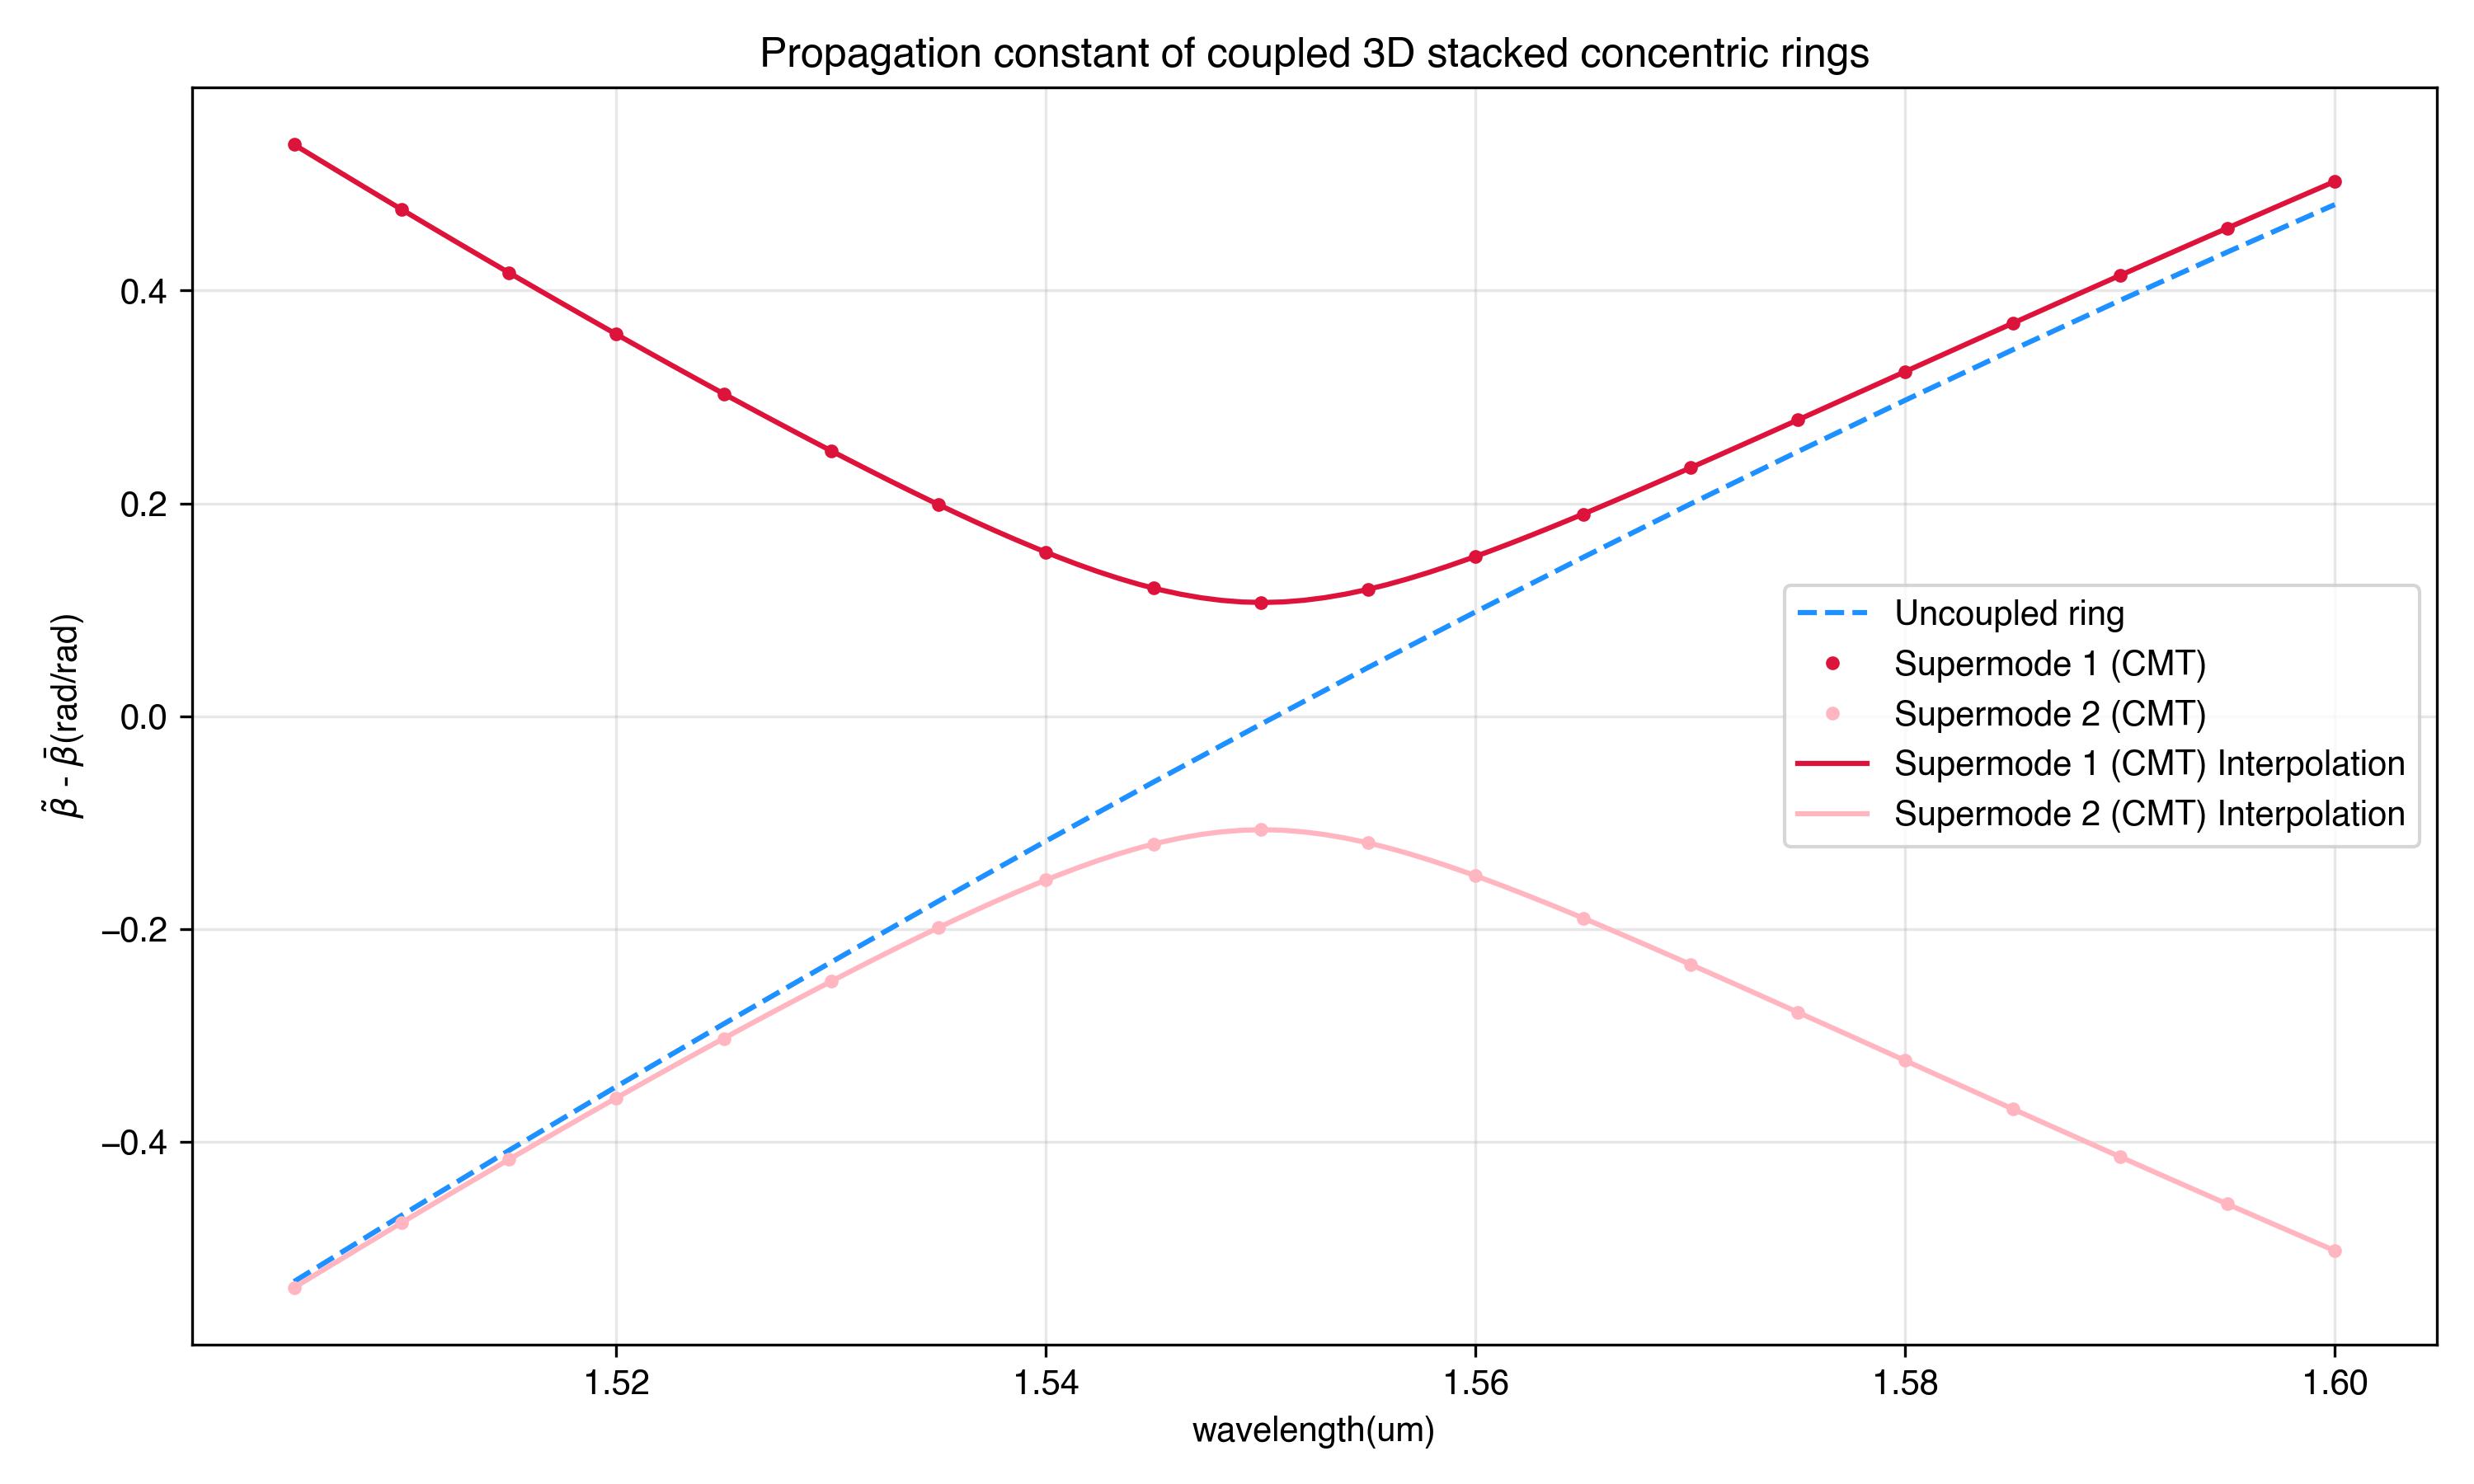 Propagation constant of coupled 3D stacked concentric rings
0.4
0.2
0.0
−0.2
−0.4
β̃ - β̄(rad/rad)
Uncoupled ring
Supermode 1 (CMT)
Supermode 2 (CMT)
Supermode 1 (CMT) Interpolation
Supermode 2 (CMT) Interpolation
1.52 1.54 1.56 1.58 1.60
wavelength(um)